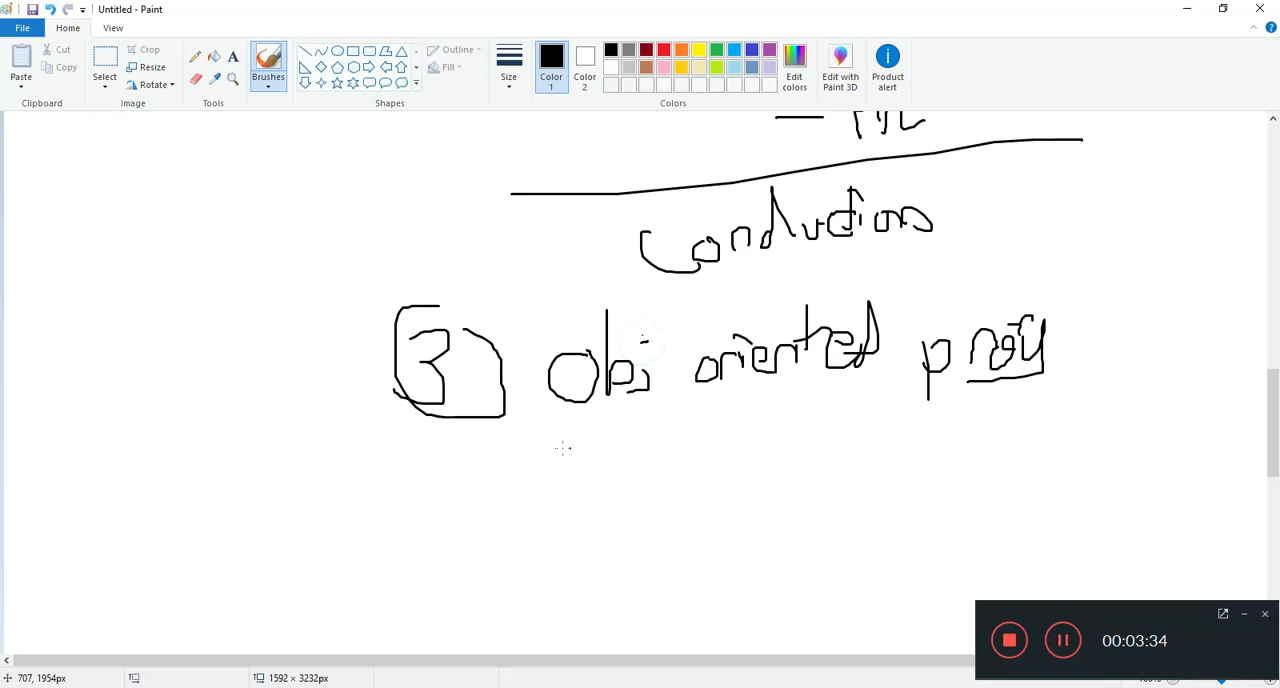 Untitled - Paint
File Home View
Paste
Cut
Copy
Clipboard
Select
Crop
Resize
Rotate
Image
A
Tools
Brushes
Shapes
Outline
Fill
Size
Color 1
Color 2
Colors
Edit colors
Edit with Paint 3D
Product alert
3 obj oriented
00:03:34
707, 1954px
1592 × 3232px